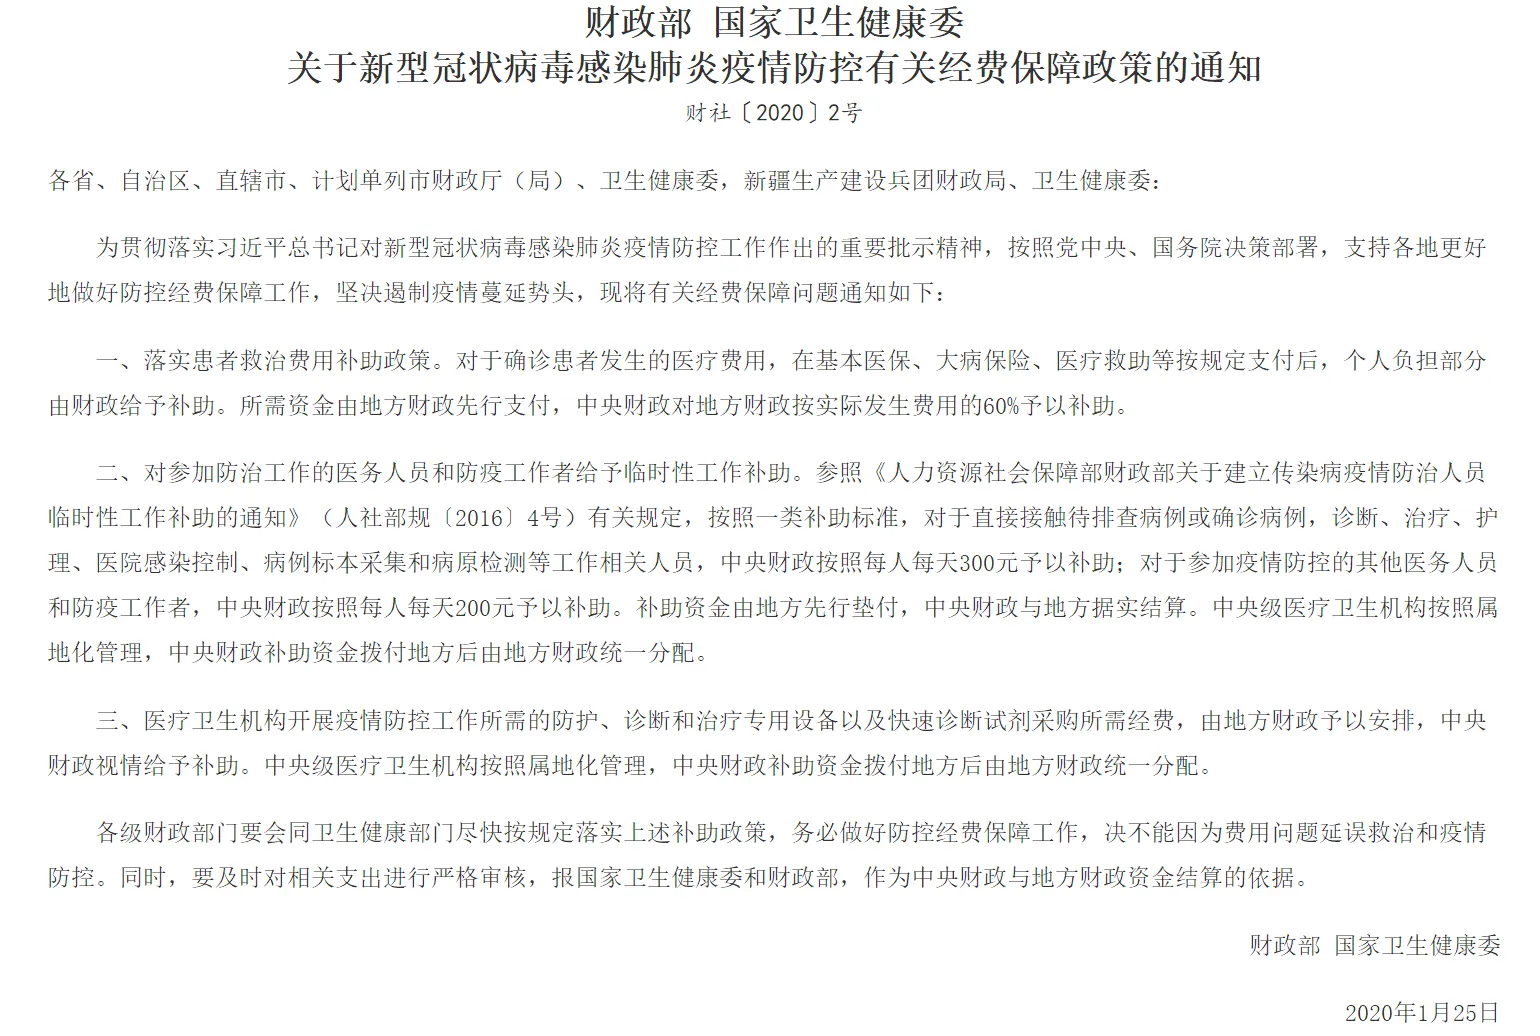 财政部 国家卫生健康委
关于新型冠状病毒感染肺炎疫情防控有关经费保障政策的通知
财社〔2020〕2号
各省、自治区、直辖市、计划单列市财政厅（局）、卫生健康委，新疆生产建设兵团财政局、卫生健康委：
为贯彻落实习近平总书记对新型冠状病毒感染肺炎疫情防控工作作出的重要批示精神，按照党中央、国务院决策部署，支持各地更好
地做好防控经费保障工作，坚决遏制疫情蔓延势头，现将有关经费保障问题通知如下：
一、落实患者救治费用补助政策。对于确诊患者发生的医疗费用，在基本医保、大病保险、医疗救助等按规定支付后，个人负担部分
由财政给予补助。所需资金由地方财政先行支付，中央财政对地方财政按实际发生费用的60%予以补助。
二、对参加防治工作的医务人员和防疫工作者给予临时性工作补助。参照《人力资源社会保障部财政部关于建立传染病疫情防治人员
临时性工作补助的通知》（人社部规〔2016〕4号）有关规定，按照一类补助标准，对于直接接触待排查病例或确诊病例，诊断、治疗、护
理、医院感染控制、病例标本采集和病原检测等工作相关人员，中央财政按照每人每天300元予以补助；对于参加疫情防控的其他医务人员
和防疫工作者，中央财政按照每人每天200元予以补助。补助资金由地方先行垫付，中央财政与地方据实结算。中央级医疗卫生机构按照属
地化管理，中央财政补助资金拨付地方后由地方财政统一分配。
三、医疗卫生机构开展疫情防控工作所需的防护、诊断和治疗专用设备以及快速诊断试剂采购所需经费，由地方财政予以安排，中央
财政视情给予补助。中央级医疗卫生机构按照属地化管理，中央财政补助资金拨付地方后由地方财政统一分配。
各级财政部门要会同卫生健康部门尽快按规定落实上述补助政策，务必做好防控经费保障工作，决不能因为费用问题延误救治和疫情
防控。同时，要及时对相关支出进行严格审核，报国家卫生健康委和财政部，作为中央财政与地方财政资金结算的依据。
财政部 国家卫生健康委
2020年1月25日